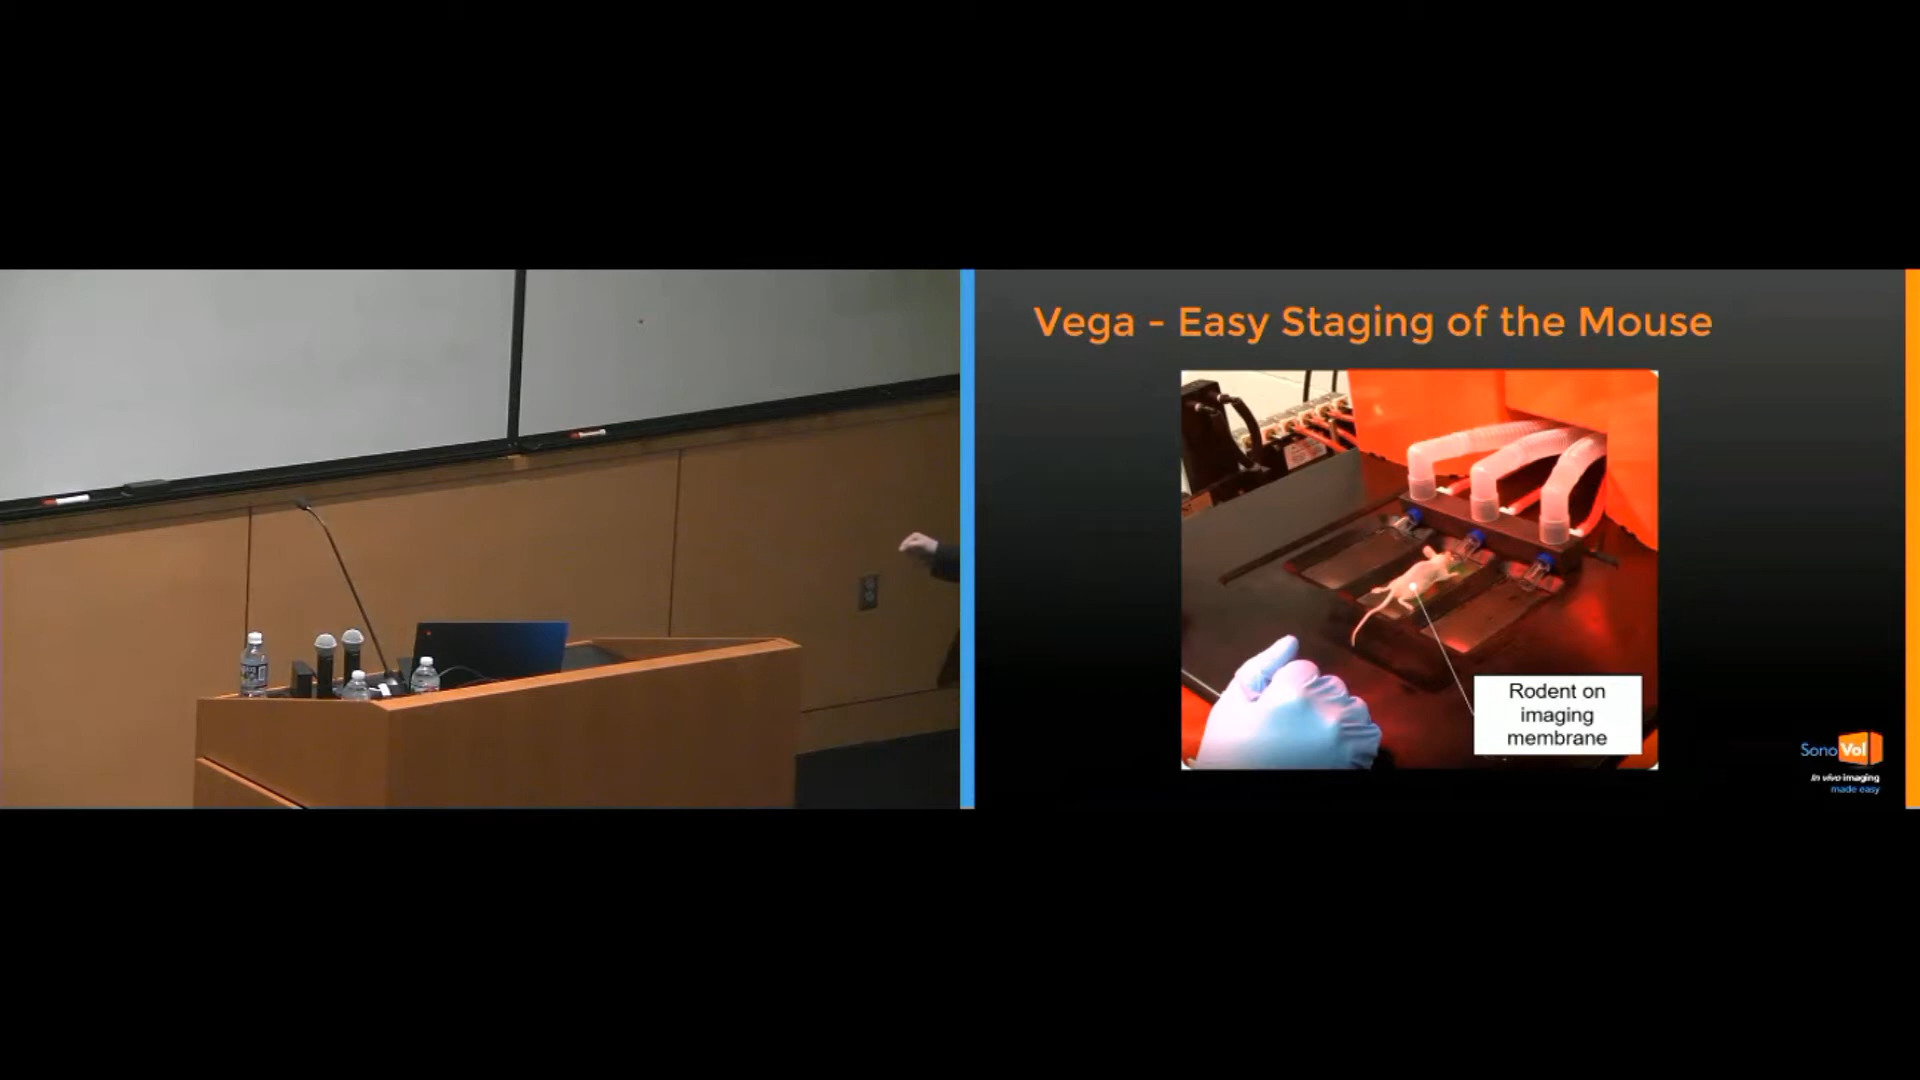 Vega - Easy Staging of the Mouse
Rodent on
imaging
membrane
SonoVol
In vivo imaging
made easy